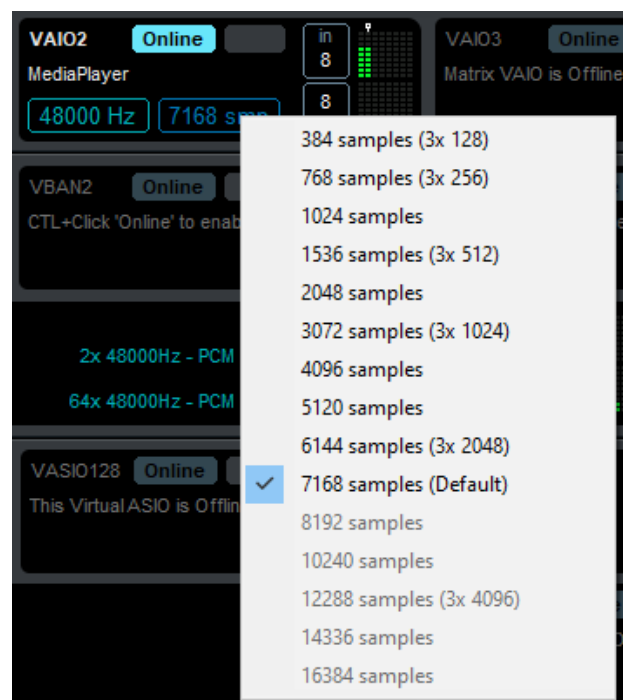 VAIO2 Online
in
8
MediaPlayer
8
48000 Hz 7168 smp
VAIO3 Online
Matrix VAIO is Offline
VBAN2 Online
CTL+Click 'Online' to enab
2x 48000Hz - PCM
64x 48000Hz - PCM
VASIO128 Online
This Virtual ASIO is Offlin
384 samples (3x 128)
768 samples (3x 256)
1024 samples
1536 samples (3x 512)
2048 samples
3072 samples (3x 1024)
4096 samples
5120 samples
6144 samples (3x 2048)
7168 samples (Default)
8192 samples
10240 samples
12288 samples (3x 4096)
14336 samples
16384 samples